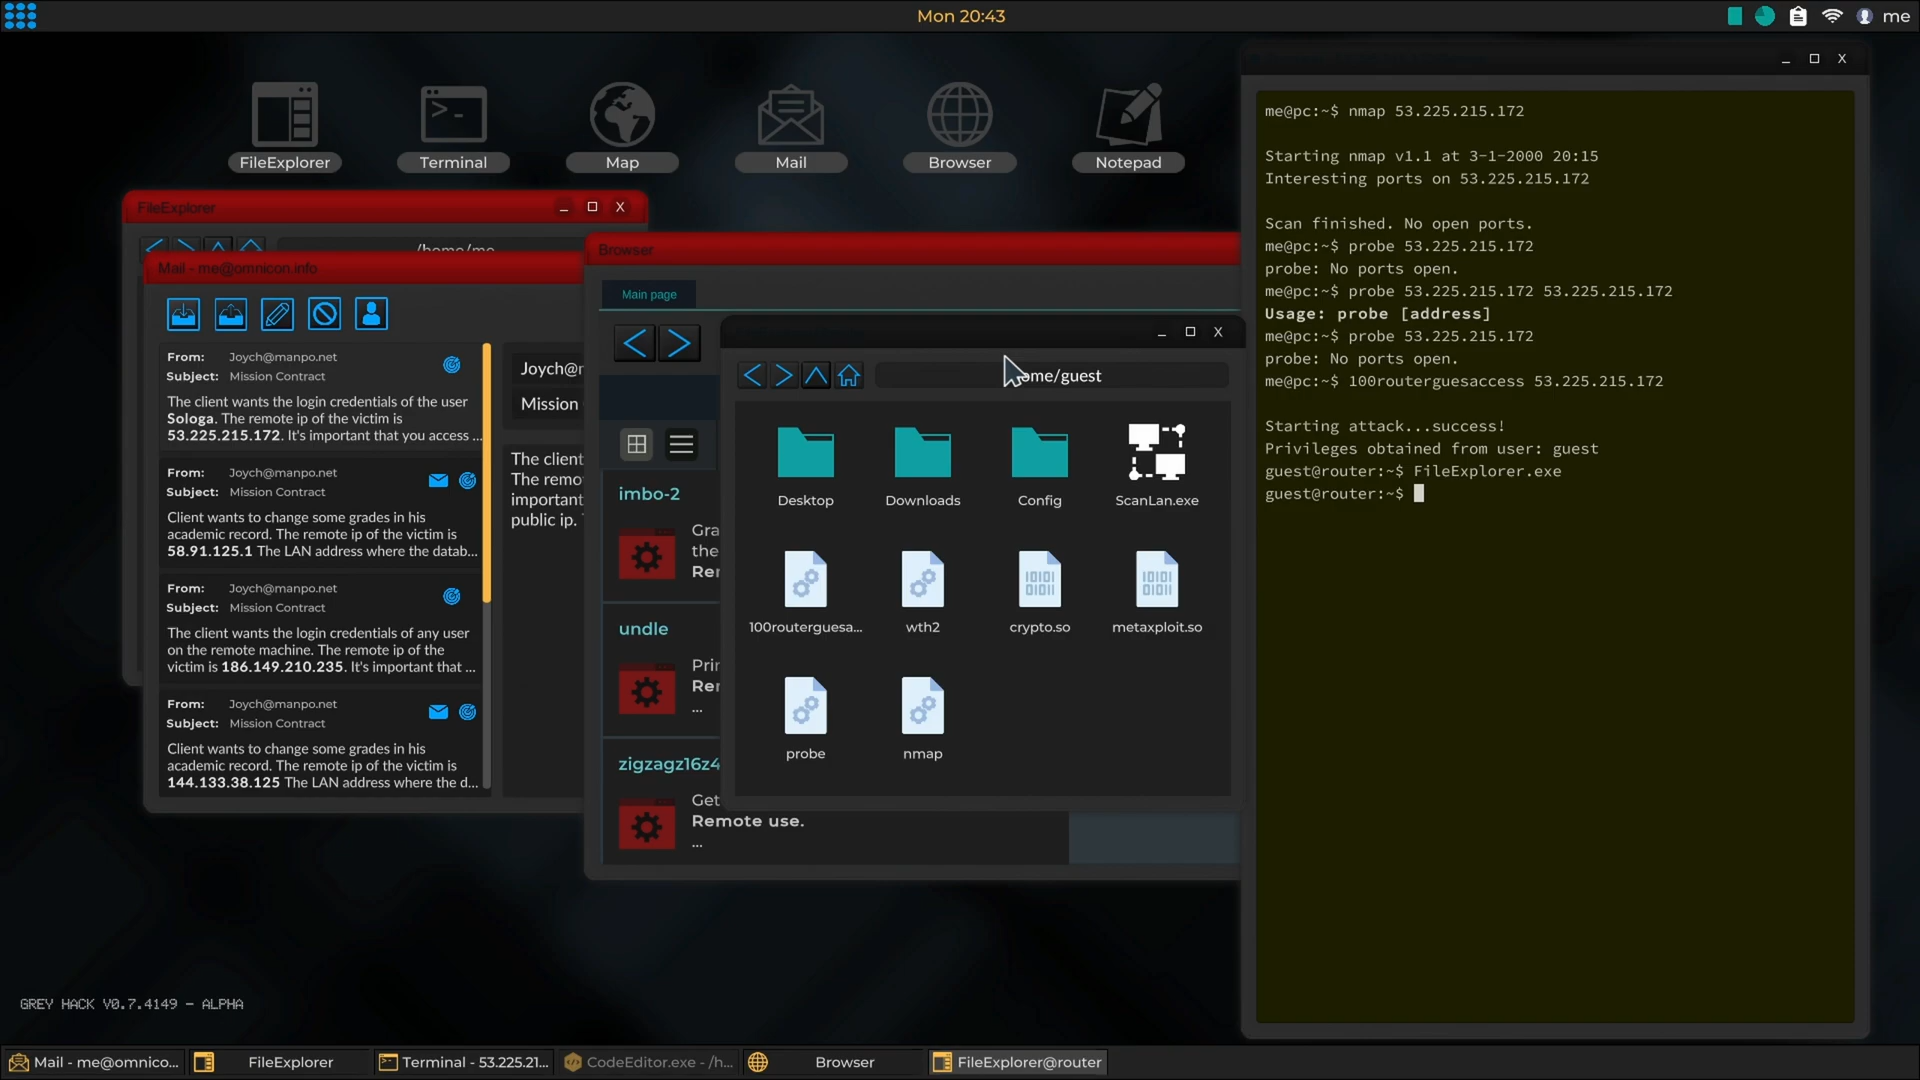 Mon 20:43
me
FileExplorer
Terminal
Map
Mail
Browser
Notepad
FileExplorer
/home/me
Mail - me@omnicon.info
From: Joych@manpo.net
Subject: Mission Contract
The client wants the login credentials of the user
Sologa. The remote ip of the victim is
53.225.215.172. It's important that you access ...
From: Joych@manpo.net
Subject: Mission Contract
Client wants to change some grades in his
academic record. The remote ip of the victim is
58.91.125.1 The LAN address where the datab...
From: Joych@manpo.net
Subject: Mission Contract
The client wants the login credentials of any user
on the remote machine. The remote ip of the
victim is 186.149.210.235. It's important that ...
From: Joych@manpo.net
Subject: Mission Contract
Client wants to change some grades in his
academic record. The remote ip of the victim is
144.133.38.125 The LAN address where the d...
Mission
The client
important
public ip.
Browser
Main page
imbo-2
the
undle
...
zigzagz16z4
Get
Remote use.
...
ome/guest
Desktop
Downloads
Config
ScanLan.exe
100routerguesa...
wth2
crypto.so
metaxploit.so
probe
nmap
me@pc:~$ nmap 53.225.215.172
Starting nmap v1.1 at 3-1-2000 20:15
Interesting ports on 53.225.215.172
Scan finished. No open ports.
me@pc:~$ probe 53.225.215.172
probe: No ports open.
me@pc:~$ probe 53.225.215.172 53.225.215.172
Usage: probe [address]
me@pc:~$ probe 53.225.215.172
probe: No ports open.
me@pc:~$ 100routerguesaccess 53.225.215.172
Starting attack...success!
Privileges obtained from user: guest
guest@router:~$ FileExplorer.exe
guest@router:~$
GREY HACK V0.7.4149 - ALPHA
Mail - me@omnico...
FileExplorer
Terminal - 53.225.21...
CodeEditor.exe - /h...
Browser
FileExplorer@router